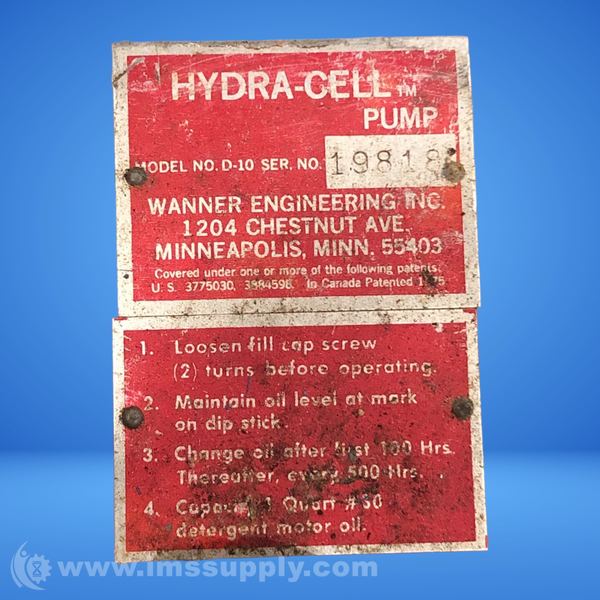 HYDRA-CELL TM
PUMP
MODEL NO. D-10 SER. NO. 19818
WANNER ENGINEERING INC.
1204 CHESTNUT AVE.
MINNEAPOLIS, MINN. 55403
Covered under one or more of the following patents:
U.S. 3775030, 3884598. In Canada Patented 1975
1. Loosen fill cap screw
(2) turns before operating.
2. Maintain oil level at mark
on dip stick.
3. Change oil after first 100 Hrs.
Thereafter, every 500 Hrs.
4. Capacity 1 Quart #30
detergent motor oil.
www.imssupply.com/